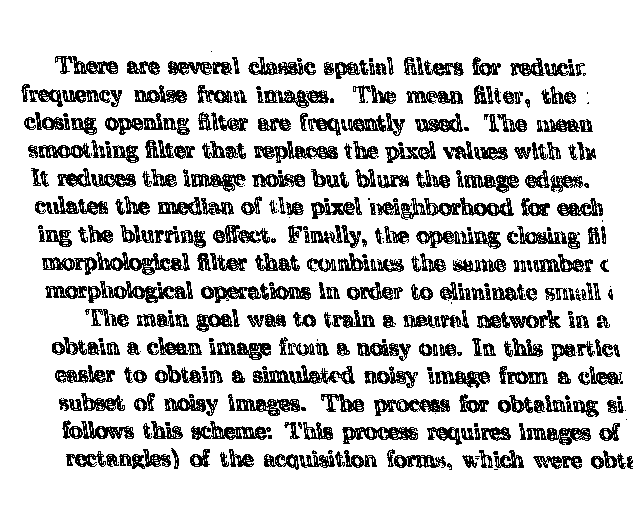 There are several classic spatial filters for reducin
frequency noise from images. The mean filter, the
closing opening filter are frequently used. The mean
smoothing filter that replaces the pixel values with the
It reduces the image noise but blurs the image edges.
culates the median of the pixel neighborhood for each
ing the blurring effect. Finally, the opening closing fil
morphological filter that combines the same number o
morphological operations in order to eliminate small
The main goal was to train a neural network in a
obtain a clean image from a noisy one. In this particu
easier to obtain a simulated noisy image from a clean
subset of noisy images. The process for obtaining si
follows this scheme: This process requires images of
rectangles) of the acquisition forms, which were obta